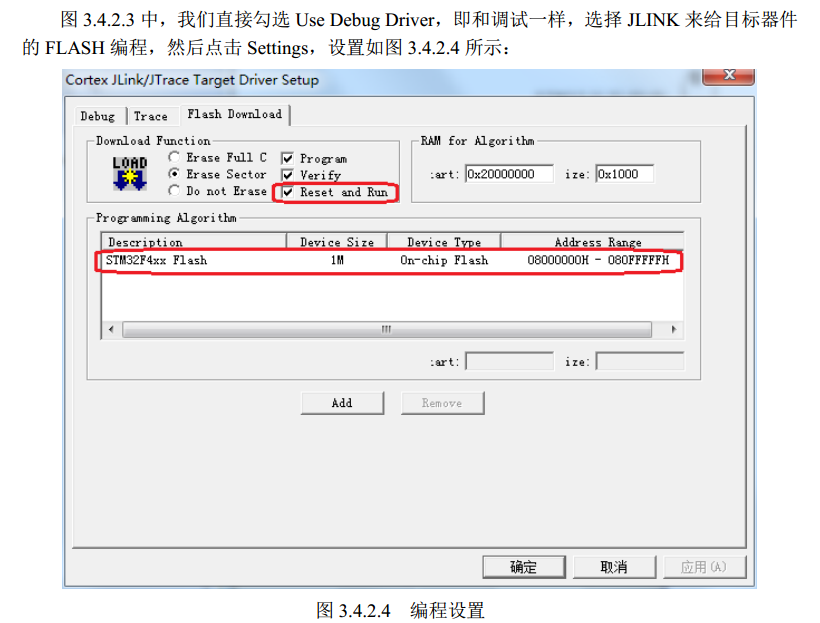 图 3.4.2.3 中，我们直接勾选 Use Debug Driver，即和调试一样，选择 JLINK 来给目标器件
的 FLASH 编程，然后点击 Settings，设置如图 3.4.2.4 所示：
Cortex JLink/JTrace Target Driver Setup
Debug Trace Flash Download
Download Function
LOAD
Erase Full C
Erase Sector
Do not Erase
Program
Verify
Reset and Run
RAM for Algorithm
:art: 0x20000000 ize: 0x1000
Programming Algorithm
Description Device Size Device Type Address Range
STM32F4xx Flash 1M On-chip Flash 08000000H - 080FFFFFH
:art: ize:
Add Remove
确定 取消 应用(A)
图 3.4.2.4 编程设置